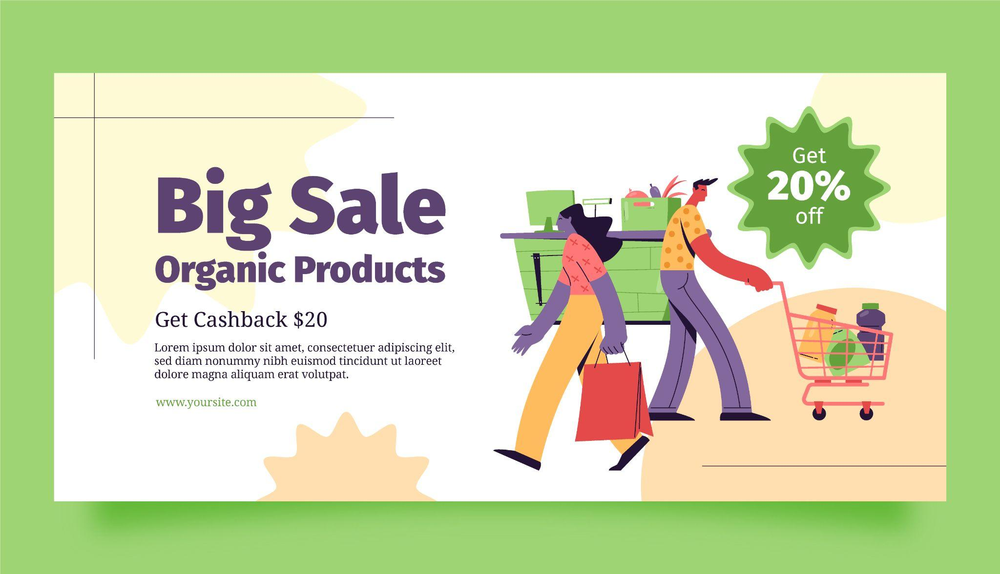 Big Sale
Organic Products
Get Cashback $20
Lorem ipsum dolor sit amet, consectetuer adipiscing elit,
sed diam nonummy nibh euismod tincidunt ut laoreet
dolore magna aliquam erat volutpat.
www.yoursite.com
Get
20%
off